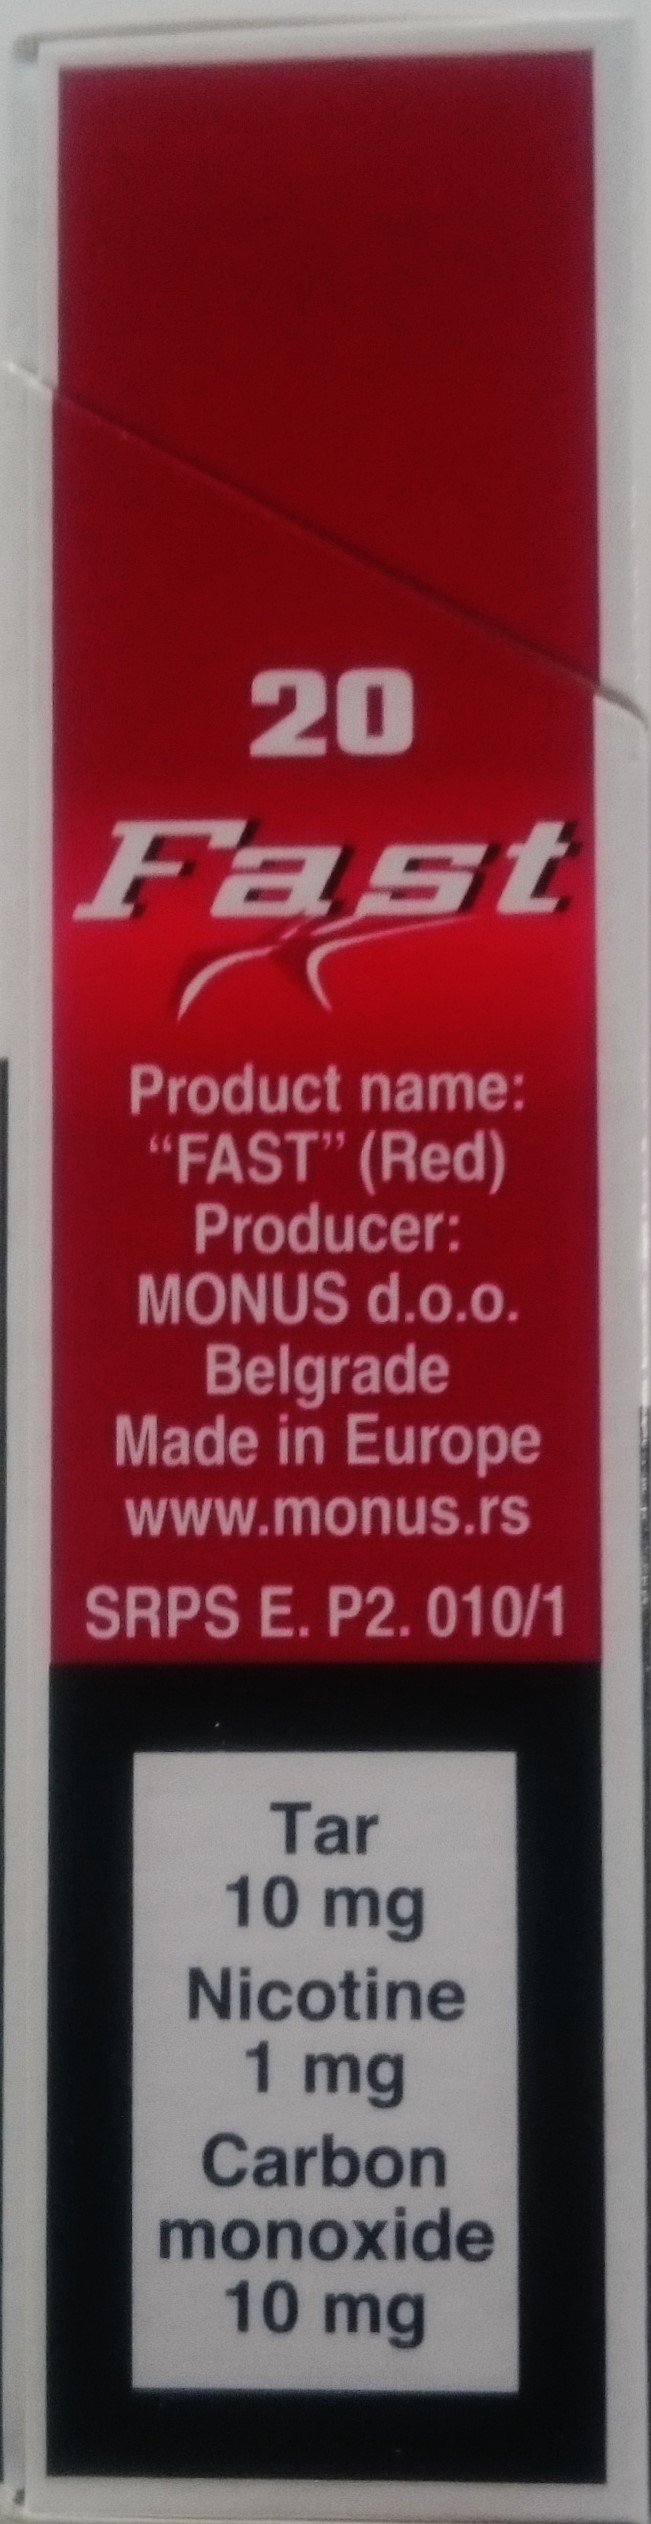 20
Fast
Product name:
“FAST” (Red)
Producer:
MONUS d.o.o.
Belgrade
Made in Europe
www.monus.rs
SRPS E. P2. 010/1
Tar
10 mg
Nicotine
1 mg
Carbon
monoxide
10 mg